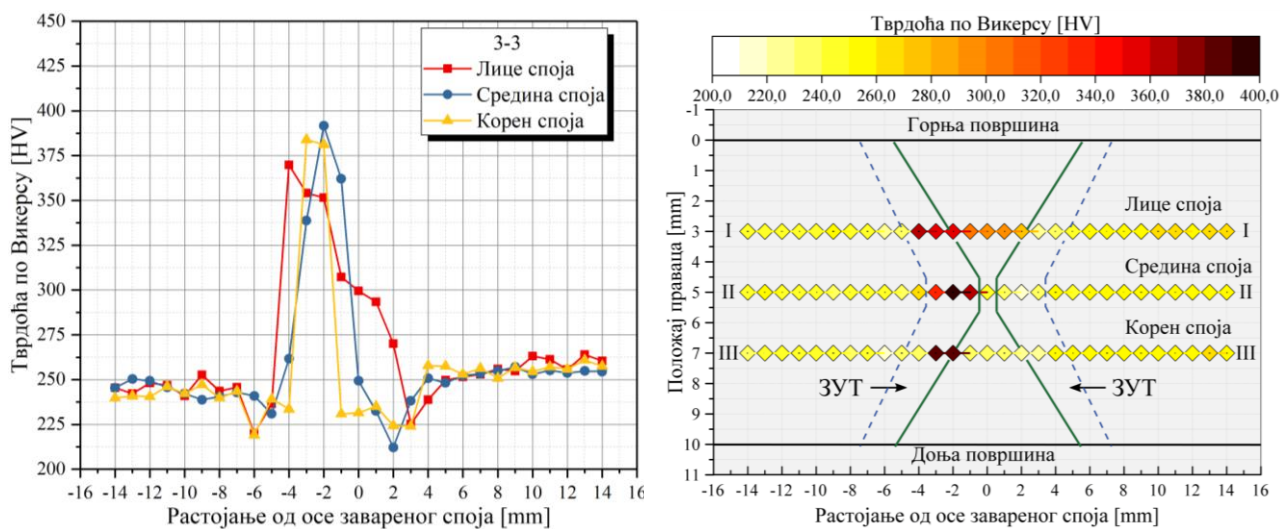 450
425
400
375
350
325
300
275
250
225
200
Тврдоћа по Викерсу [HV]
3-3
Лице споја
Средина споја
Корен споја
-16 -14 -12 -10 -8 -6 -4 -2 0 2 4 6 8 10 12 14 16
Растојање од осе завареног споја [mm]
Тврдоћа по Викерсу [HV]
200,0 220,0 240,0 260,0 280,0 300,0 320,0 340,0 360,0 380,0 400,0
-1
0
1
2
3
4
5
6
7
8
9
10
11
Положај праваца [mm]
Горња површина
Лице споја
I I
Средина споја
II II
Корен споја
III III
ЗУТ ЗУТ
Доња површина
-16 -14 -12 -10 -8 -6 -4 -2 0 2 4 6 8 10 12 14 16
Растојање од осе завареног споја [mm]